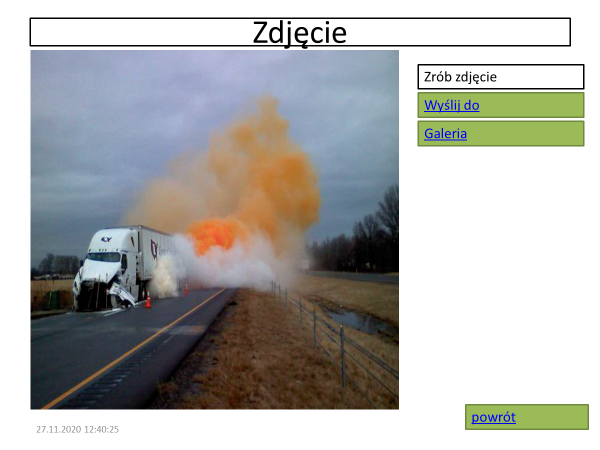 Zdjęcie
Zrób zdjęcie
Wyślij do
Galeria
powrót
27.11.2020 12:40:25